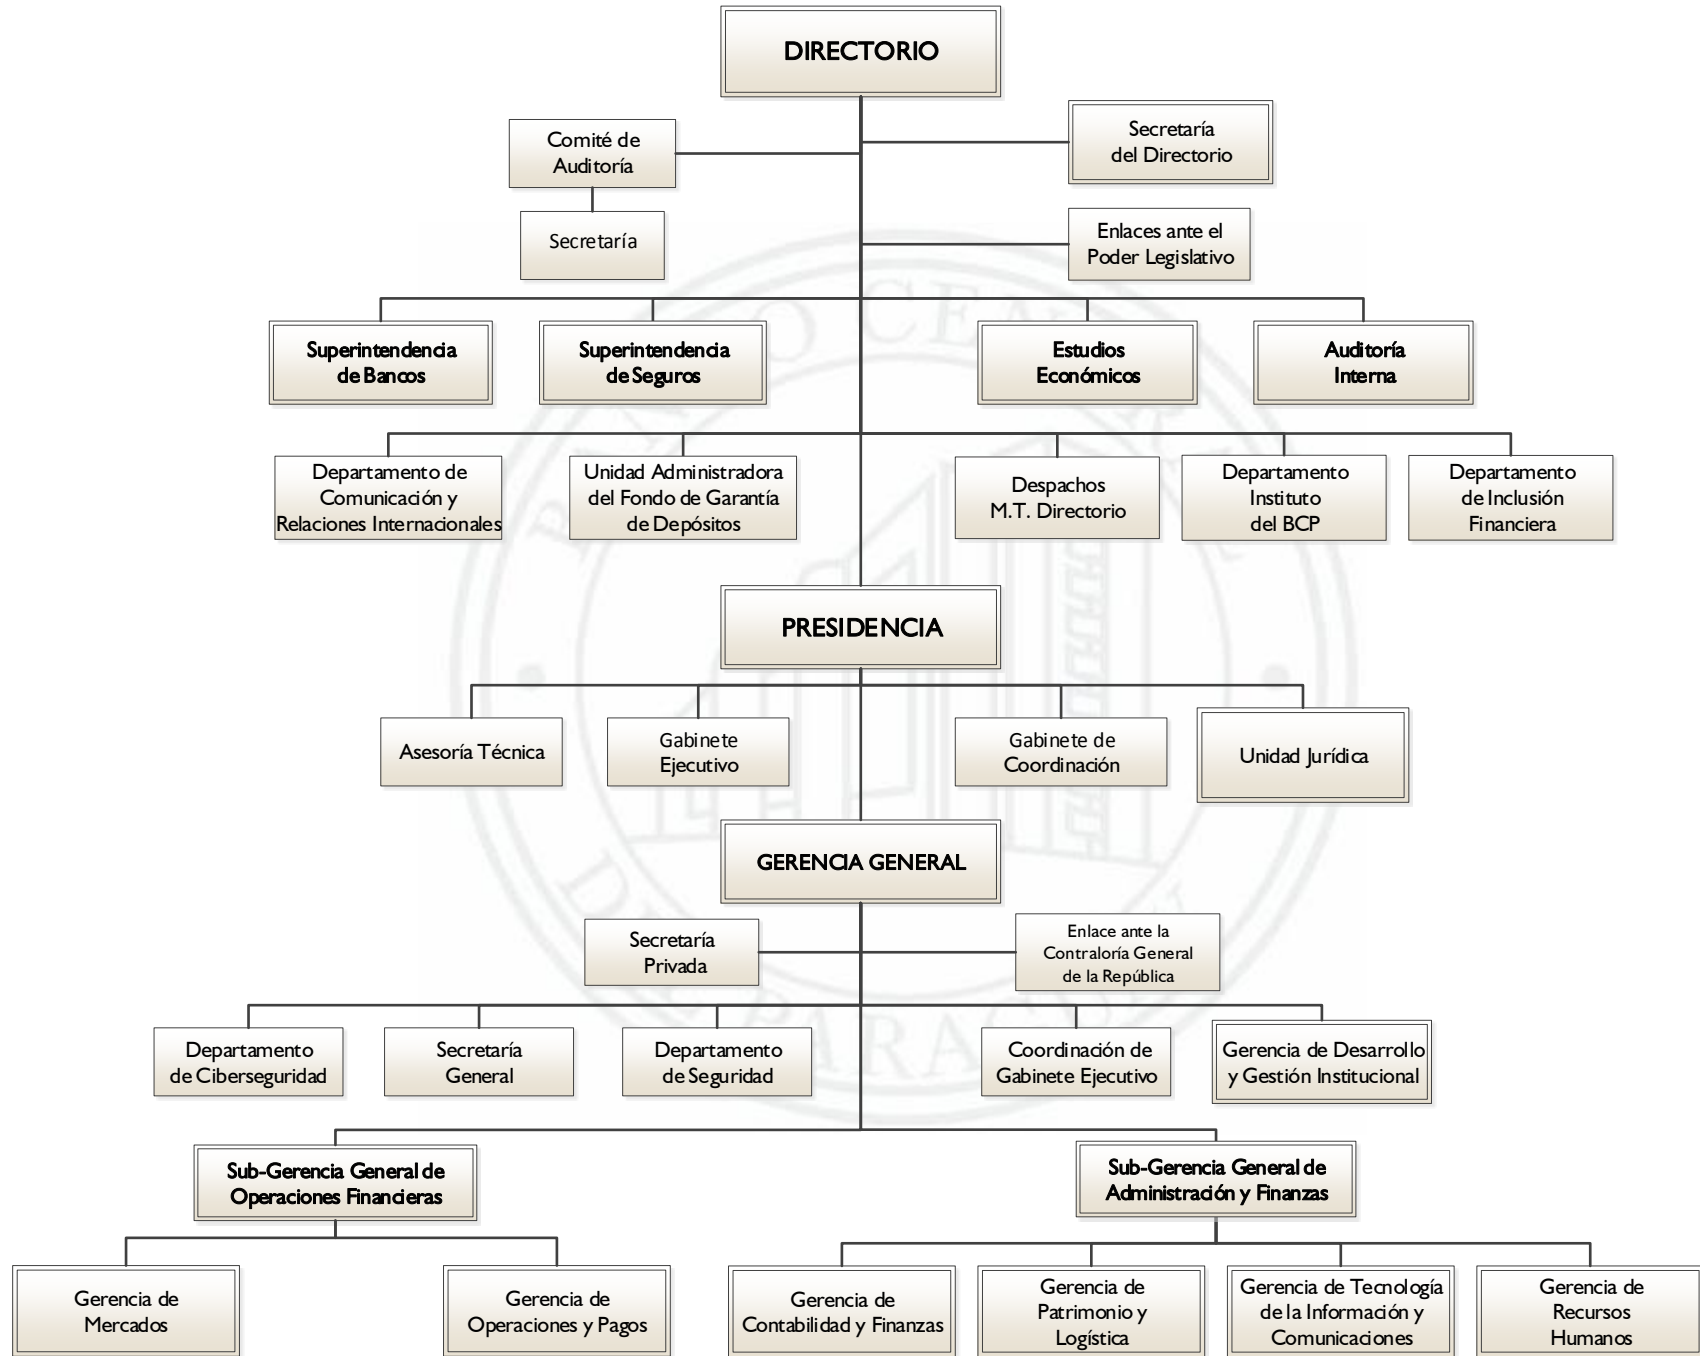 DIRECTORIO
Comité de
Auditoría
Secretaría
del Directorio
Secretaría
Enlaces ante el
Poder Legislativo
Superintendencia
de Bancos
Superintendencia
de Seguros
Estudios
Económicos
Auditoría
Interna
Departamento de
Comunicación y
Relaciones Internacionales
Unidad Administradora
del Fondo de Garantía
de Depósitos
Despachos
M.T. Directorio
Departamento
Instituto
del BCP
Departamento
de Inclusión
Financiera
PRESIDENCIA
Asesoría Técnica
Gabinete
Ejecutivo
Gabinete de
Coordinación
Unidad Jurídica
GERENCIA GENERAL
Secretaría
Privada
Enlace ante la
Contraloría General
de la República
Departamento
de Ciberseguridad
Secretaría
General
Departamento
de Seguridad
Coordinación de
Gabinete Ejecutivo
Gerencia de Desarrollo
y Gestión Institucional
Sub-Gerencia General de
Operaciones Financieras
Sub-Gerencia General de
Administración y Finanzas
Gerencia de
Mercados
Gerencia de
Operaciones y Pagos
Gerencia de
Contabilidad y Finanzas
Gerencia de
Patrimonio y
Logística
Gerencia de Tecnología
de la Información y
Comunicaciones
Gerencia de
Recursos
Humanos